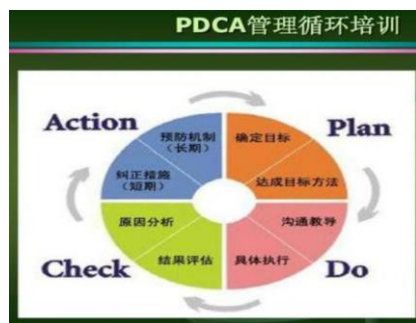 PDCA管理循环培训
Action
Plan
预防机制
（长期）
确定目标
纠正措施
（短期）
达成目标方法
原因分析
沟通教导
结果评估
具体执行
Check
Do